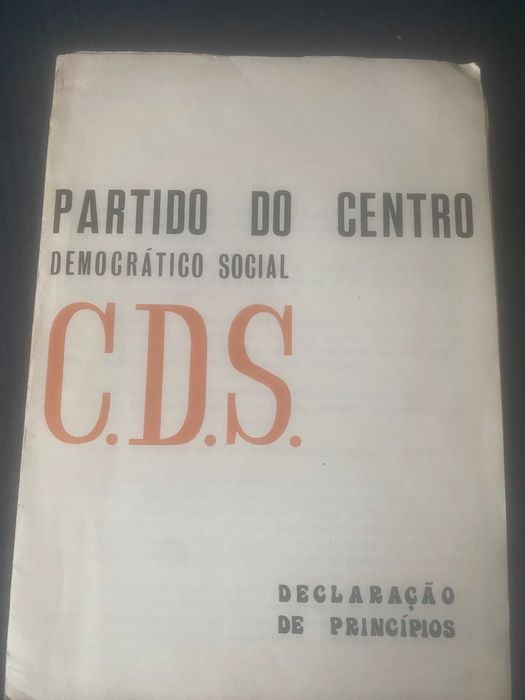 PARTIDO DO CENTRO
DEMOCRÁTICO SOCIAL
C.D.S.
DECLARAÇÃO
DE PRINCÍPIOS